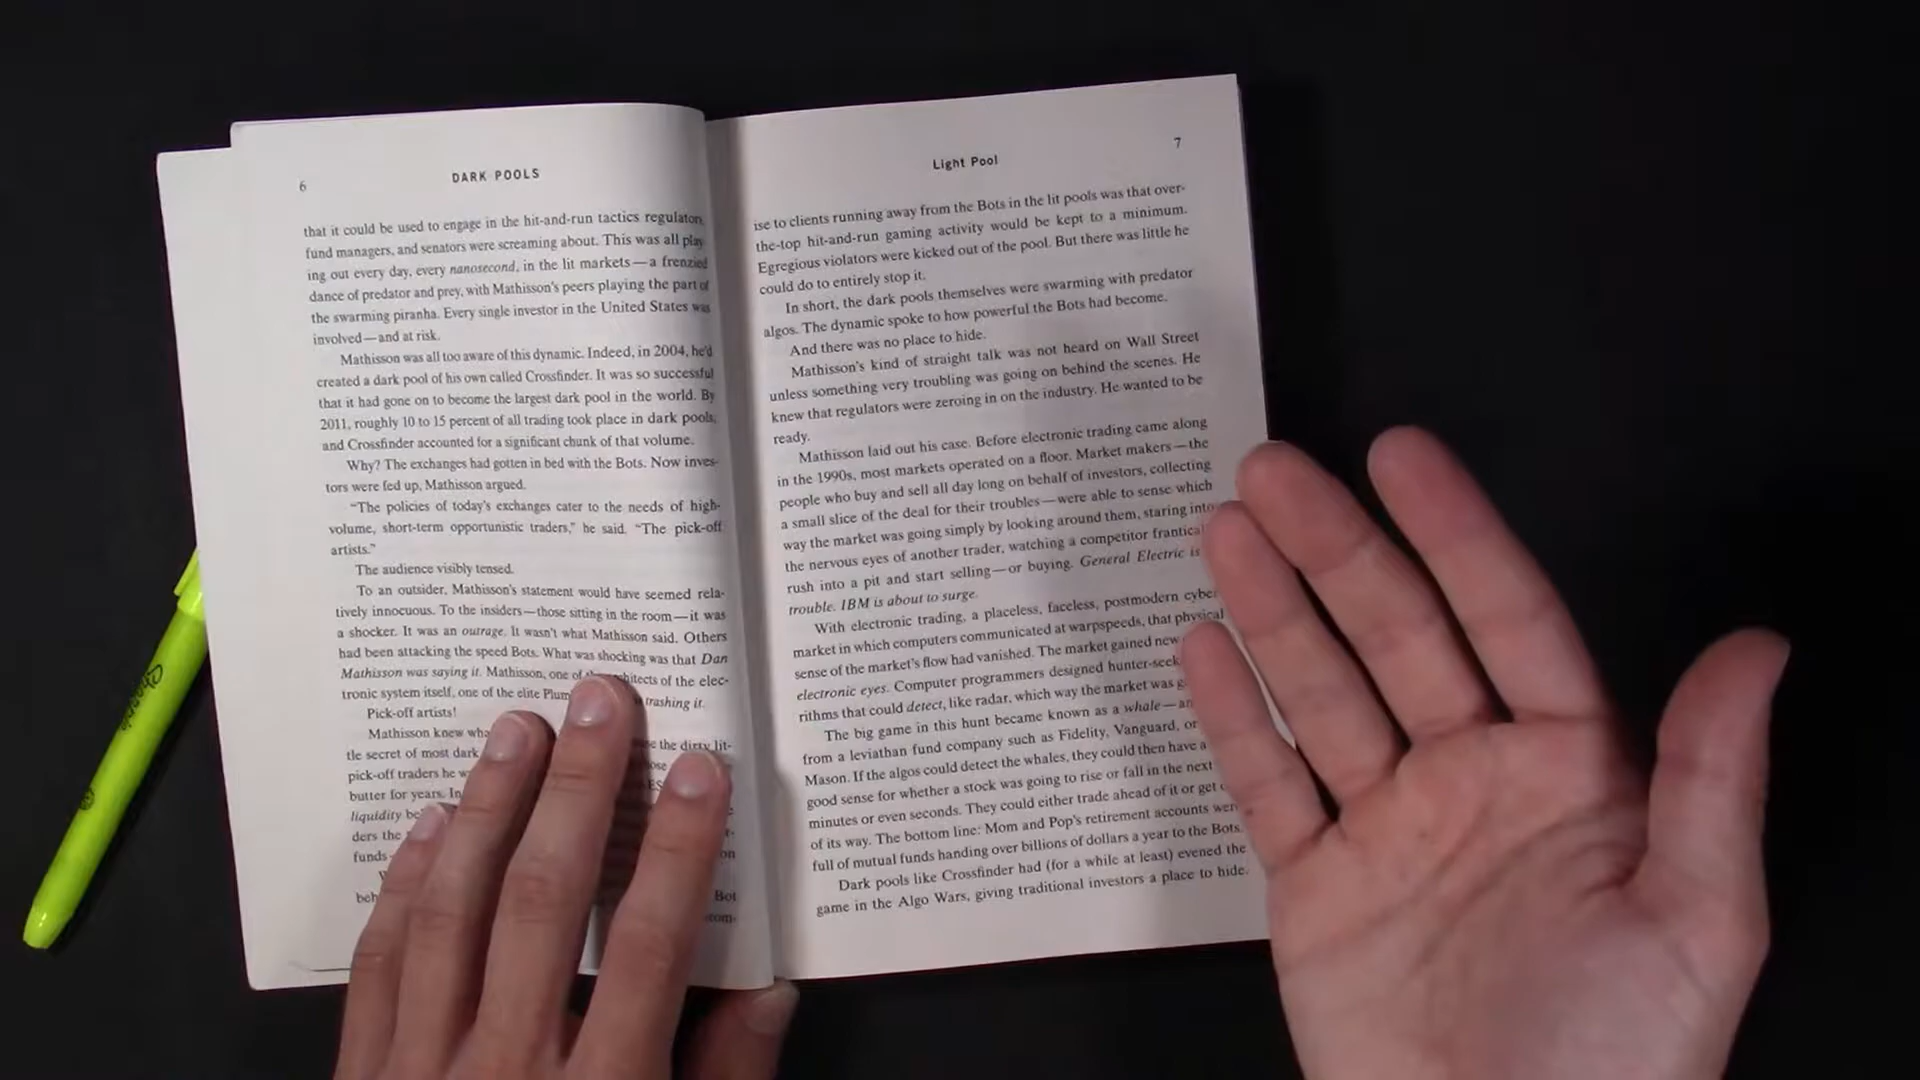 6
DARK POOLS
that it could be used to engage in the hit-and-run tactics
fund managers, and senators were screaming about. This was all play
ing out every day, every nanosecond, in the lit markets—a frenzied
dance of predator and prey, with Mathisson's peers playing the part of
the swarming piranha. Every single investor in the United States was
involved—and at risk.
Mathisson was all too aware of this dynamic. Indeed, in 2004, he'd
created a dark pool of his own called Crossfinder. It was so successful
that it had gone on to become the largest dark pool in the world. By
2011, roughly 10 to 15 percent of all trading took place in dark pools,
and Crossfinder accounted for a significant chunk of that volume.
Why? The exchanges had gotten in bed with the Bots. Now inves-
tors were fed up, Mathisson argued.
"The policies of today's exchanges cater to the needs of high-
volume, short-term opportunistic traders," he said. "The pick-off
artists."
The audience visibly tensed.
To an outsider, Mathisson's statement would have seemed rela-
tively innocuous. To the insiders—those sitting in the room—it was
a shocker. It was an outrage. It wasn't what Mathisson said. Others
had been attacking the speed Bots. What was shocking was that Dan
Mathisson was saying it. Mathisson, one of the architects of the elec-
tronic system itself, one of the elite trashing it.
Pick-off artists!
Mathisson knew
tle secret of most dark the dirty lit-
pick-off traders he
butter for years. In
liquidity
ders the
funds
Bot
Light Pool
7
ise to clients running away from the Bots in the lit pools was that over-
the-top hit-and-run gaming activity would be kept to a minimum.
Egregious violators were kicked out of the pool. But there was little he
could do to entirely stop it.
In short, the dark pools themselves were swarming with predator
algos. The dynamic spoke to how powerful the Bots had become.
And there was no place to hide.
Mathisson's kind of straight talk was not heard on Wall Street
unless something very troubling was going on behind the scenes. He
knew that regulators were zeroing in on the industry. He wanted to be
ready.
Mathisson laid out his case. Before electronic trading came along
in the 1990s, most markets operated on a floor. Market makers—the
people who buy and sell all day long on behalf of investors, collecting
a small slice of the deal for their troubles—were able to sense which
way the market was going simply by looking around them, staring into
the nervous eyes of another trader, watching a competitor
rush into a pit and start selling—or buying. General Electric is
trouble. IBM is about to surge.
With electronic trading, a placeless, faceless, postmodern cyber
market in which computers communicated at warpspeeds, that physical
sense of the market's flow had vanished. The market gained new
electronic eyes. Computer programmers designed
rithms that could detect, like radar, which way the market was
The big game in this hunt became known as a whale—
from a leviathan fund company such as Fidelity, Vanguard, or
Mason. If the algos could detect the whales, they could then have a
good sense for whether a stock was going to rise or fall in the next
minutes or even seconds. They could either trade ahead of it or get
of its way. The bottom line: Mom and Pop's retirement accounts were
full of mutual funds handing over billions of dollars a year to the Bots.
Dark pools like Crossfinder had (for a while at least) evened the
game in the Algo Wars, giving traditional investors a place to hide.
Sharpie